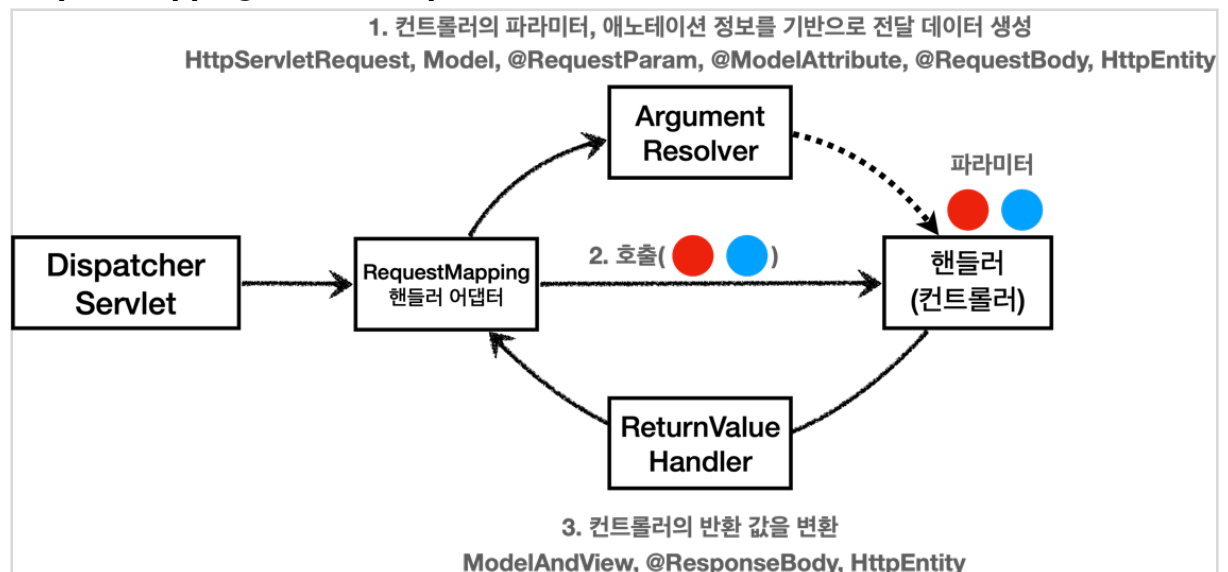 1. 컨트롤러의 파라미터, 애노테이션 정보를 기반으로 전달 데이터 생성
HttpServletRequest, Model, @RequestParam, @ModelAttribute, @RequestBody, HttpEntity
Argument
Resolver
파라미터
Dispatcher
Servlet
RequestMapping
핸들러 어댑터
2. 호출( )
핸들러
(컨트롤러)
ReturnValue
Handler
3. 컨트롤러의 반환 값을 변환
ModelAndView, @ResponseBody, HttpEntity